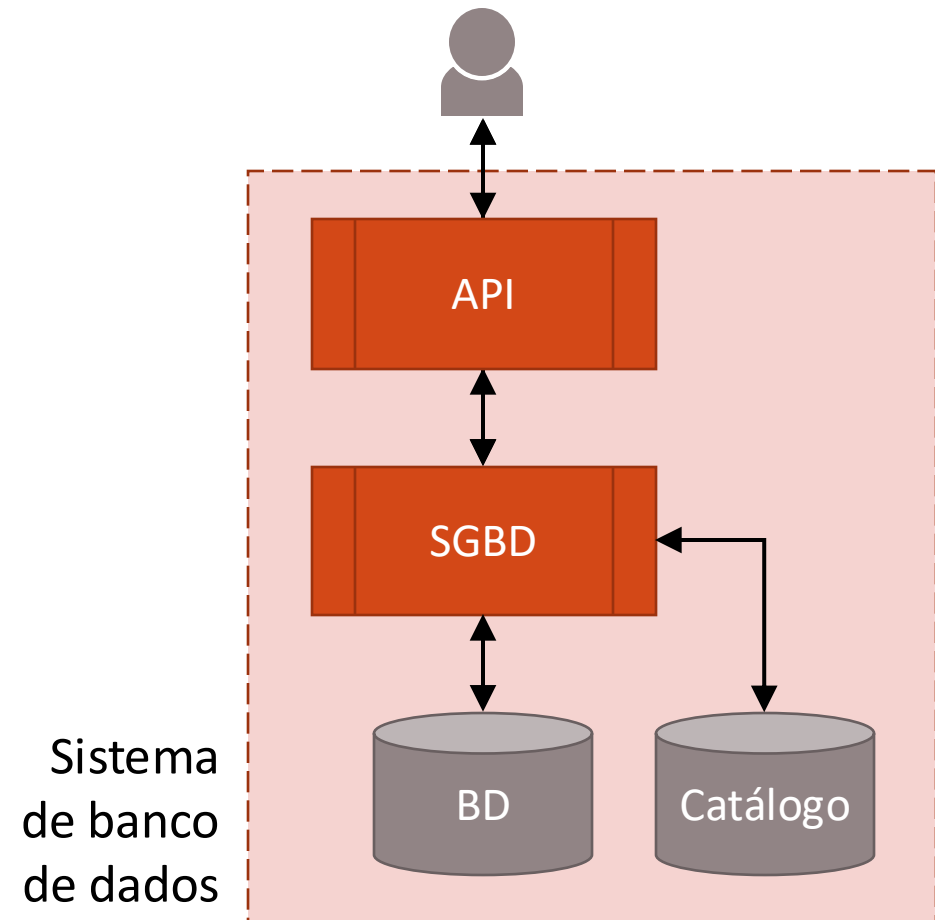 API
SGBD
BD
Catálogo
Sistema
de banco
de dados